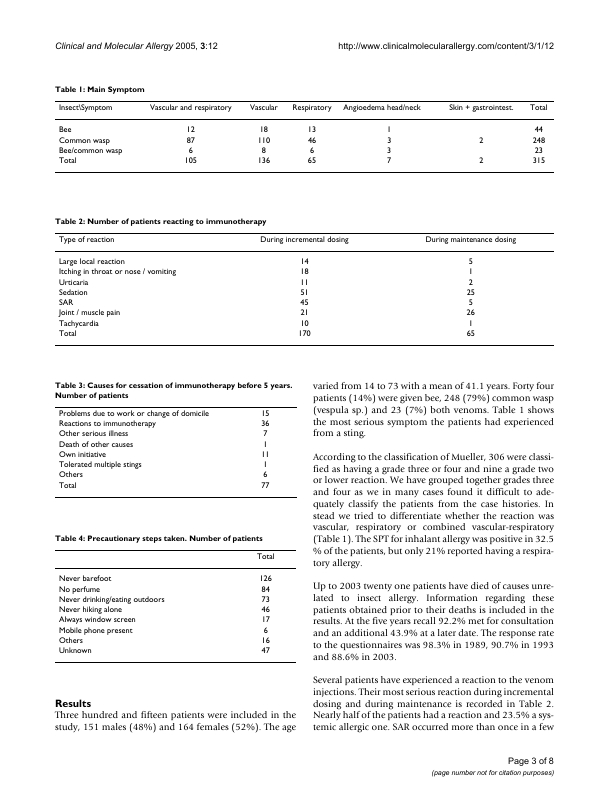 Clinical and Molecular Allergy 2005, 3:12 http://www.clinicalmolecularallergy.com/content/3/1/12
Table 1: Main Symptom
Insect\Symptom Vascular and respiratory Vascular Respiratory Angioedema head/neck Skin + gastrointest. Total
Bee 12 18 13 1 44
Common wasp 87 110 46 3 2 248
Bee/common wasp 6 8 6 3 23
Total 105 136 65 7 2 315
Table 2: Number of patients reacting to immunotherapy
Type of reaction During incremental dosing During maintenance dosing
Large local reaction 14 5
Itching in throat or nose / vomiting 18 1
Urticaria 11 2
Sedation 51 25
SAR 45 5
Joint / muscle pain 21 26
Tachycardia 10 1
Total 170 65
Table 3: Causes for cessation of immunotherapy before 5 years.
Number of patients
Problems due to work or change of domicile 15
Reactions to immunotherapy 36
Other serious illness 7
Death of other causes 1
Own initiative 11
Tolerated multiple stings 1
Others 6
Total 77
Table 4: Precautionary steps taken. Number of patients
Total
Never barefoot 126
No perfume 84
Never drinking/eating outdoors 73
Never hiking alone 46
Always window screen 17
Mobile phone present 6
Others 16
Unknown 47
Results
Three hundred and fifteen patients were included in the
study, 151 males (48%) and 164 females (52%). The age
varied from 14 to 73 with a mean of 41.1 years. Forty four
patients (14%) were given bee, 248 (79%) common wasp
(vespula sp.) and 23 (7%) both venoms. Table 1 shows
the most serious symptom the patients had experienced
from a sting.
According to the classification of Mueller, 306 were classi-
fied as having a grade three or four and nine a grade two
or lower reaction. We have grouped together grades three
and four as we in many cases found it difficult to ade-
quately classify the patients from the case histories. In
stead we tried to differentiate whether the reaction was
vascular, respiratory or combined vascular-respiratory
(Table 1). The SPT for inhalant allergy was positive in 32.5
% of the patients, but only 21% reported having a respira-
tory allergy.
Up to 2003 twenty one patients have died of causes unre-
lated to insect allergy. Information regarding these
patients obtained prior to their deaths is included in the
results. At the five years recall 92.2% met for consultation
and an additional 43.9% at a later date. The response rate
to the questionnaires was 98.3% in 1989, 90.7% in 1993
and 88.6% in 2003.
Several patients have experienced a reaction to the venom
injections. Their most serious reaction during incremental
dosing and during maintenance is recorded in Table 2.
Nearly half of the patients had a reaction and 23.5% a sys-
temic allergic one. SAR occurred more than once in a few
Page 3 of 8
(page number not for citation purposes)